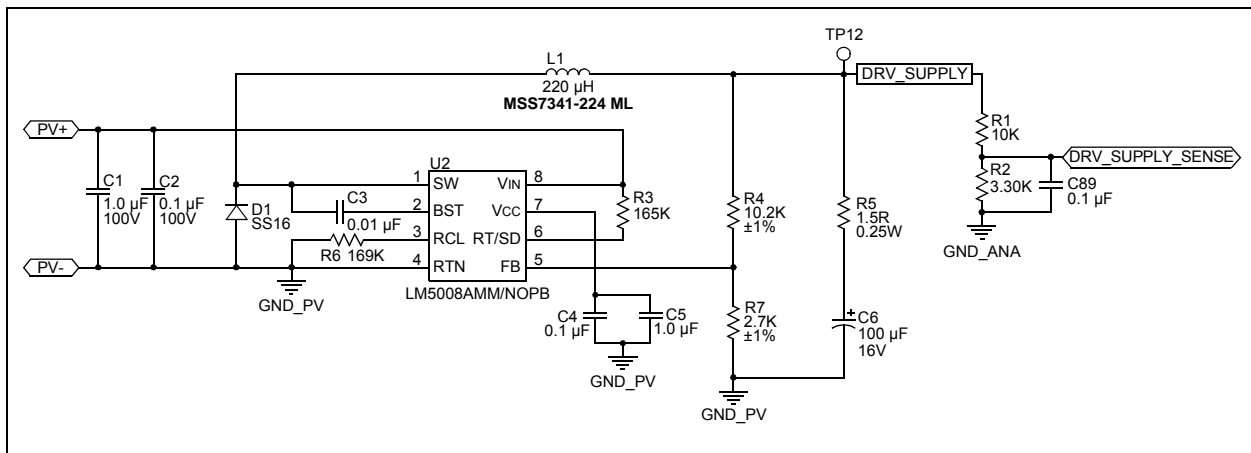 TP12
L1
220 µH
MSS7341-224 ML
DRV_SUPPLY
PV+
R1
10K
DRV_SUPPLY_SENSE
U2
C1
1.0 µF
100V
C2
0.1 µF
100V
1 SW VIN 8
C3
0.01 µF
2 BST VCC 7
R3
165K
R2
3.30K
C89
0.1 µF
D1
SS16
R4
10.2K
±1%
R5
1.5R
0.25W
3 RCL RT/SD 6
R6 169K
GND_ANA
PV-
4 RTN FB 5
GND_PV
LM5008AMM/NOPB
C4
0.1 µF
C5
1.0 µF
R7
2.7K
±1%
+
C6
100 µF
16V
GND_PV
GND_PV